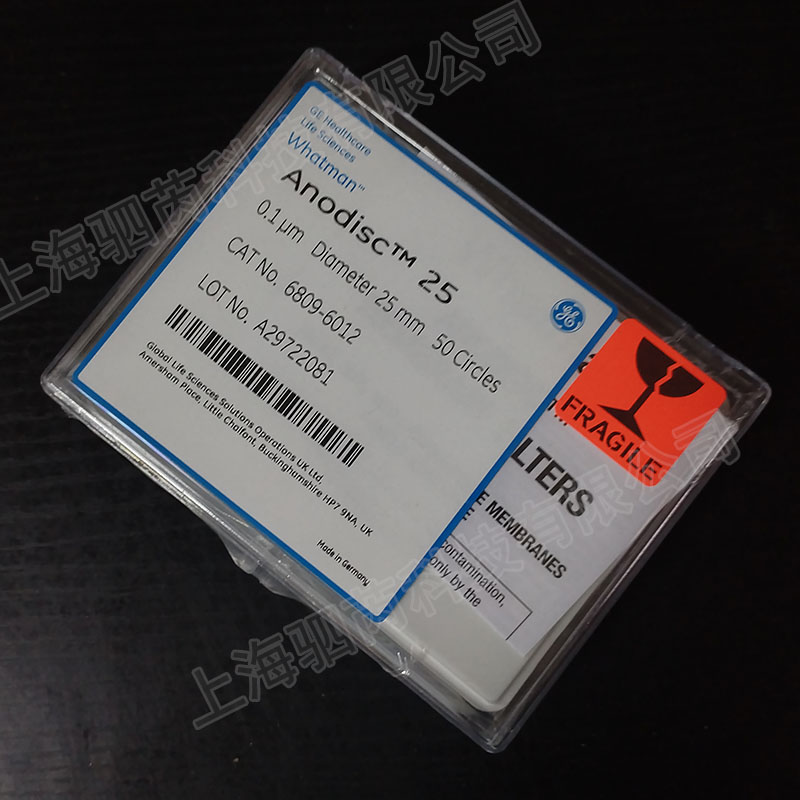 GE Healthcare
Life Sciences
Whatman™
Anodisc™ 25
0.1 µm Diameter 25 mm 50 Circles
CAT No. 6809-6012
LOT No. A29722081
Global Life Sciences Solutions Operations UK Ltd.
Amersham Place, Little Chalfont, Buckinghamshire HP7 9NA, UK
Made in Germany
GE
FRAGILE
LTERS
E MEMBRANES
E
contamination,
only by the
上海驷芮科技有限公司
上海驷芮科技有限公司